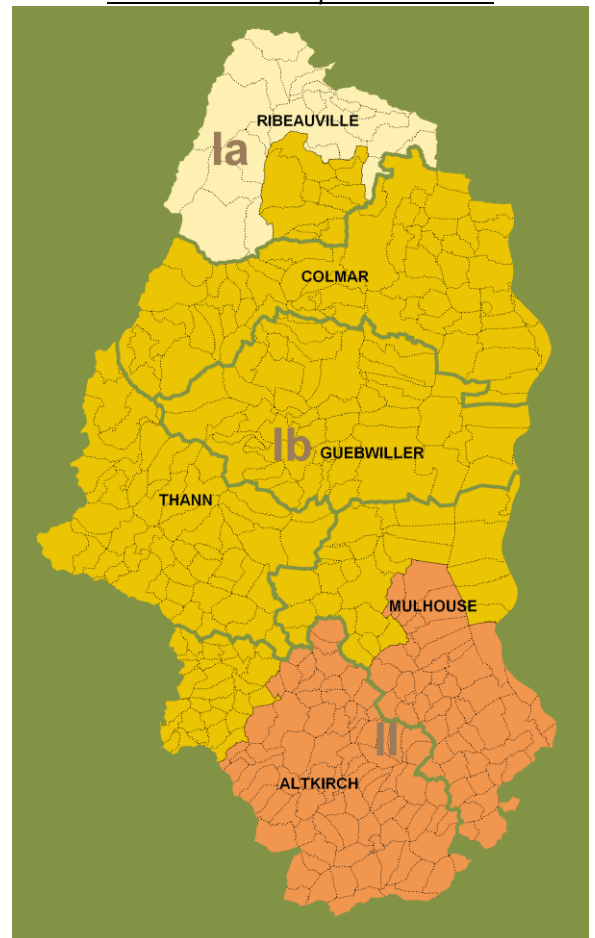 RIBEAUVILLE
Ia
COLMAR
Ib
GUEBWILLER
THANN
MULHOUSE
II
ALTKIRCH